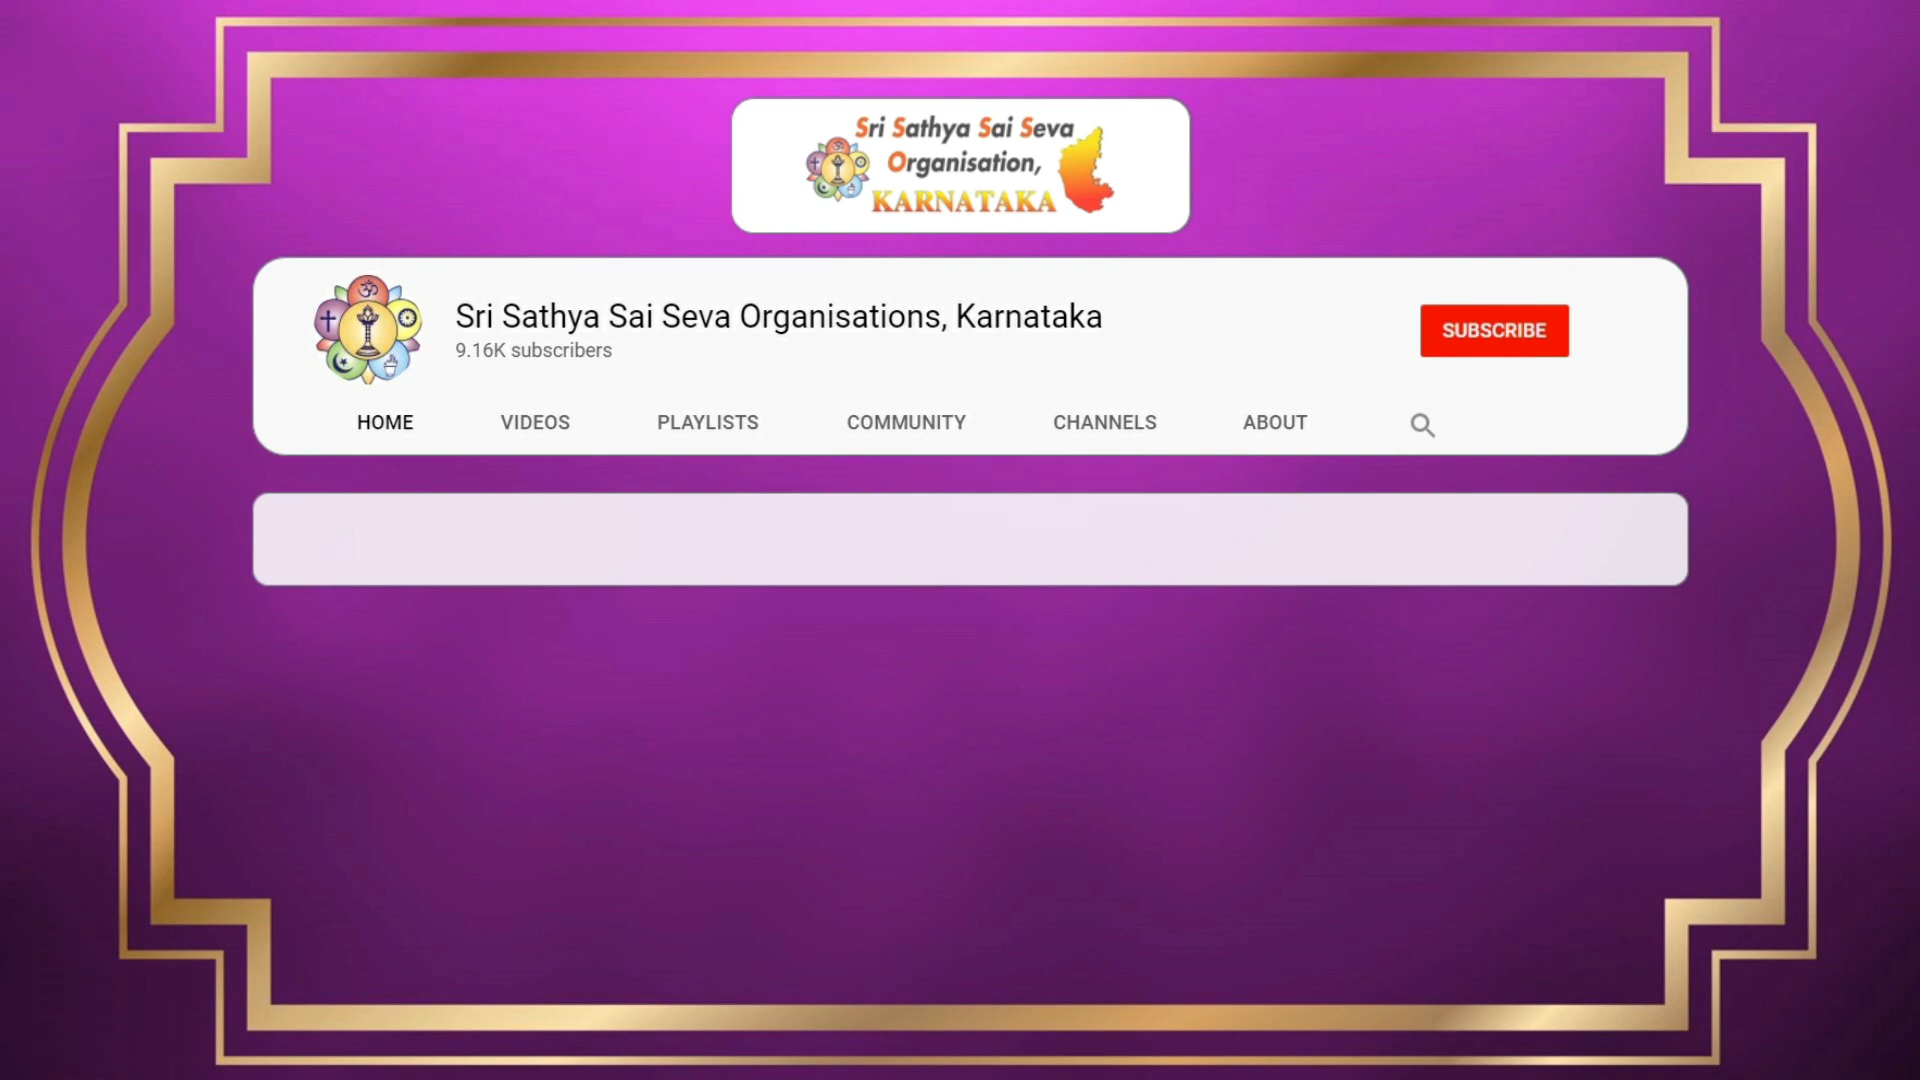 Sri Sathya Sai Seva
Organisation,
KARNATAKA
Sri Sathya Sai Seva Organisations, Karnataka
9.16K subscribers
SUBSCRIBE
HOME VIDEOS PLAYLISTS COMMUNITY CHANNELS ABOUT